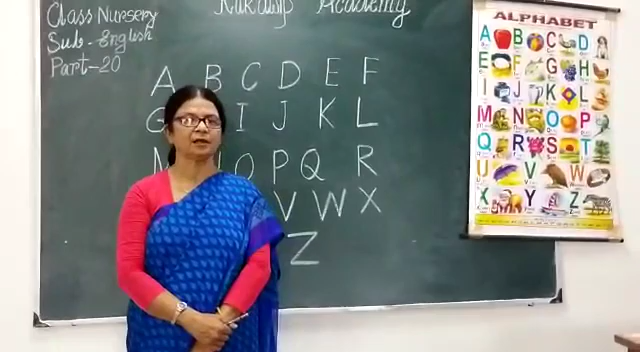 Class Nursery
Sub-English
Part-20
Academy
A B C D E F
G I J K L
M O P Q R
V W X
Z
ALPHABET
A B C D
E F G H
I J K L
M N O P
Q R S T
U V W
X Y Z